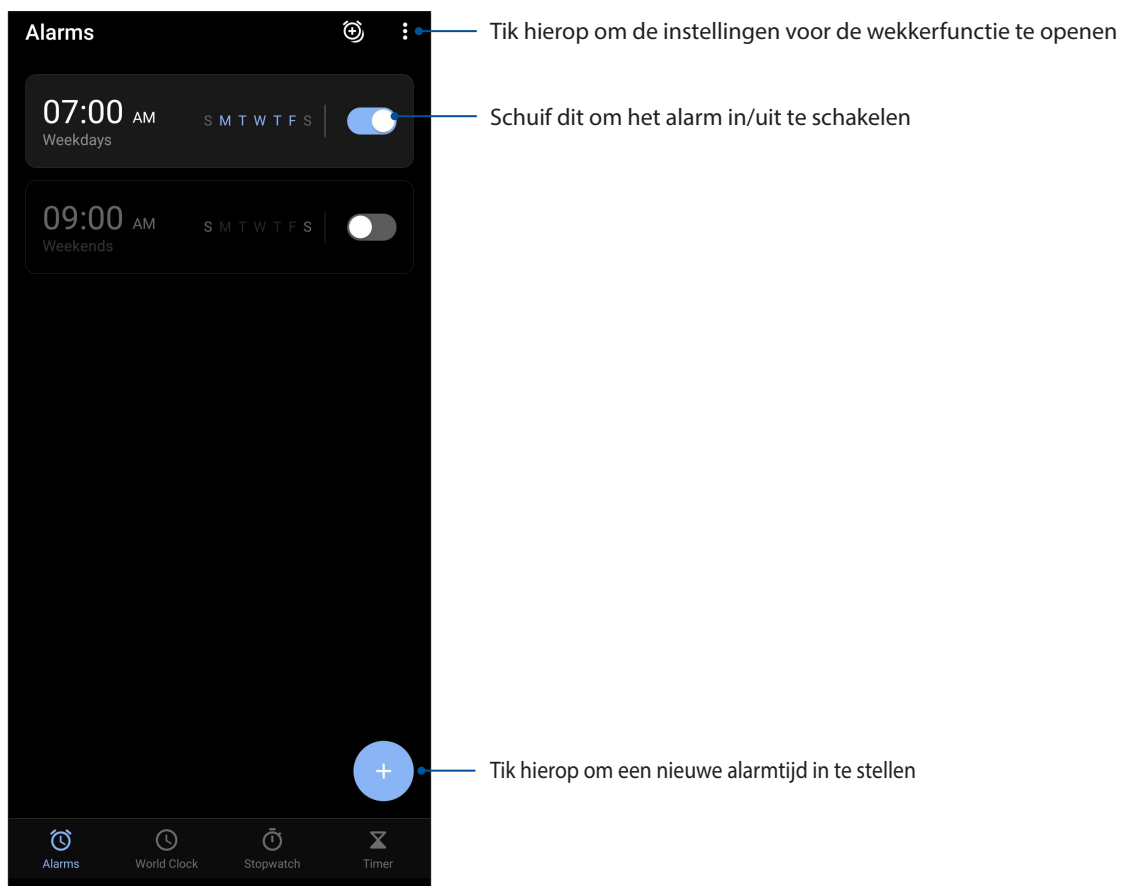 Alarms
Tik hierop om de instellingen voor de wekkerfunctie te openen
07:00 AM S M T W T F S
Weekdays
Schuif dit om het alarm in/uit te schakelen
09:00 AM S M T W T F S
Weekends
Tik hierop om een nieuwe alarmtijd in te stellen
Alarms World Clock Stopwatch Timer